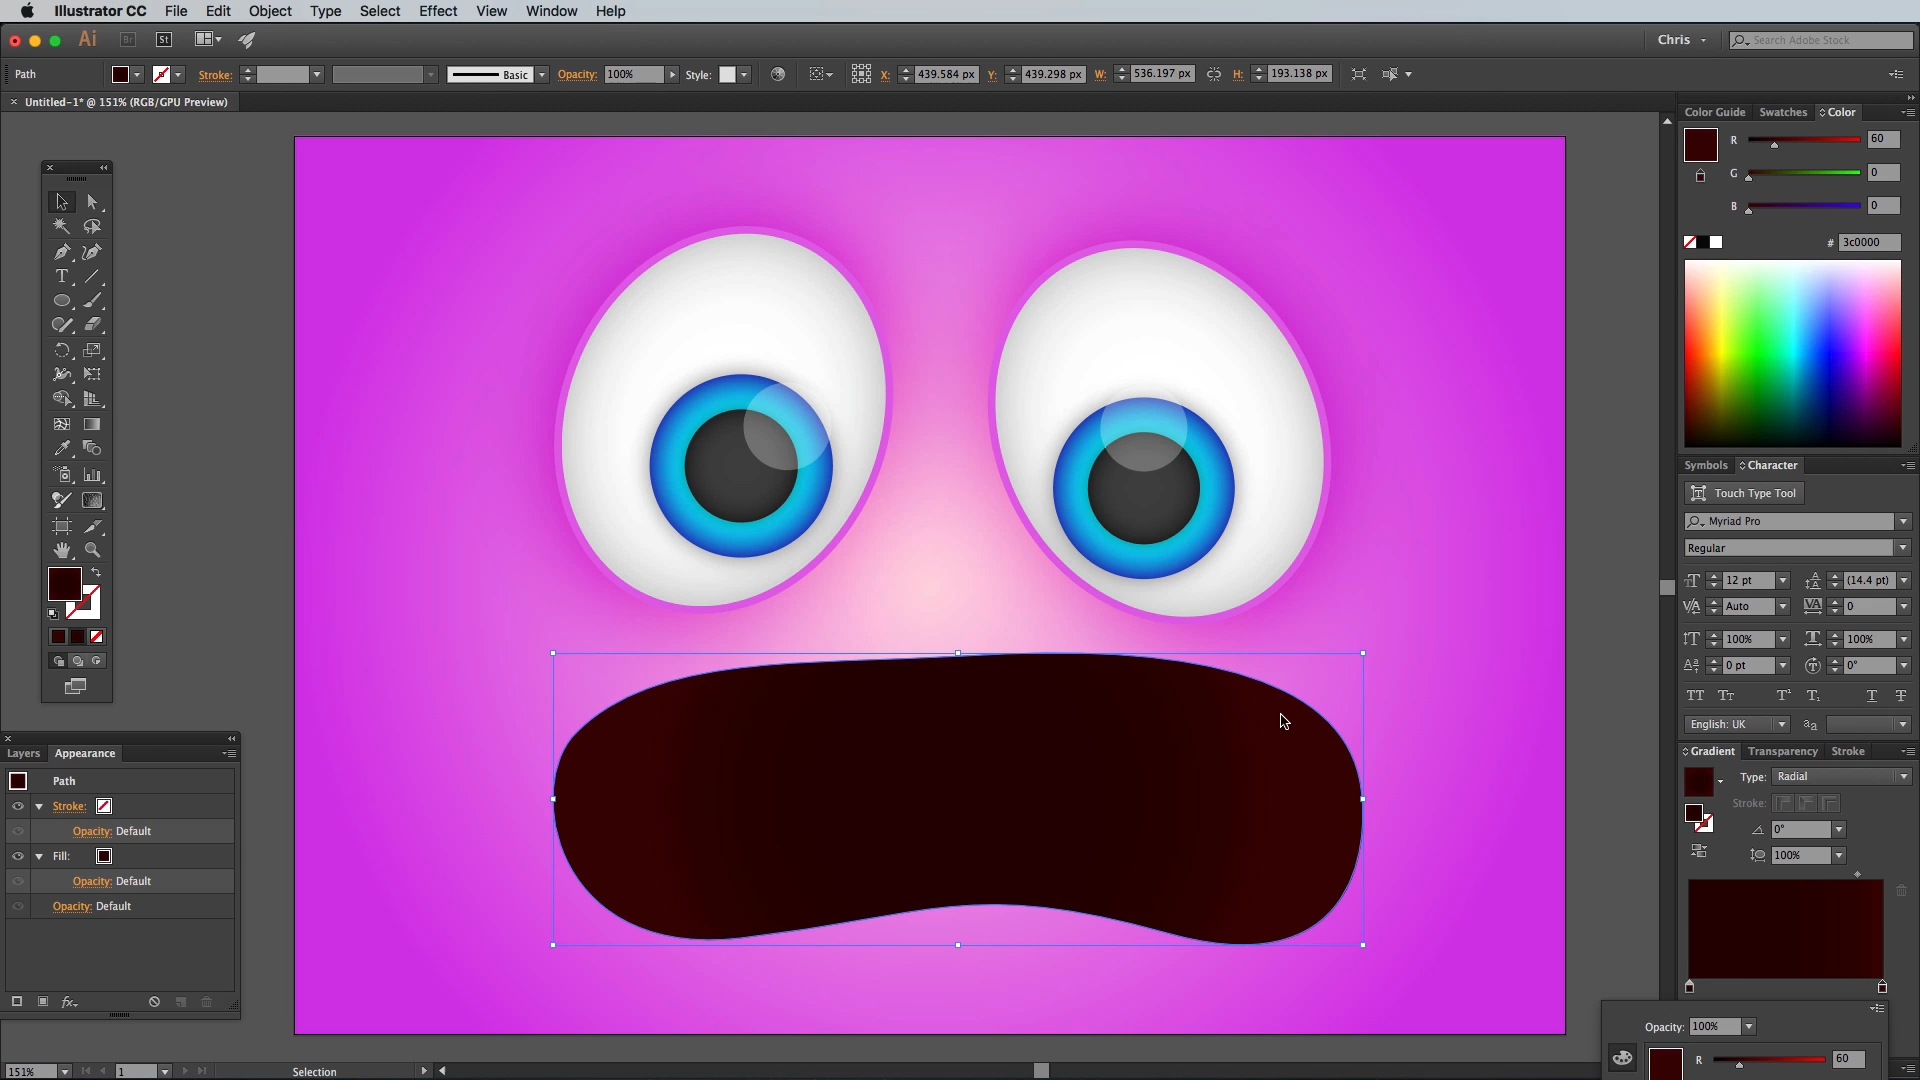 Illustrator CC File Edit Object Type Select Effect View Window Help
Ai Br St Chris Search Adobe Stock
Path Stroke: Basic Opacity: 100% Style: X: 439.584 px Y: 439.298 px W: 536.197 px H: 193.138 px
× Untitled-1* @ 151% (RGB/GPU Preview)
Color Guide Swatches Color
R 60
G 0
B 0
# 3c0000
Symbols Character
Touch Type Tool
Myriad Pro
Regular
12 pt (14.4 pt)
Auto 0
100% 100%
0 pt 0°
English: UK
Layers Appearance
Path
Stroke:
Opacity: Default
Fill:
Opacity: Default
Opacity: Default
fx
Gradient Transparency Stroke
Type: Radial
Stroke:
0°
100%
Opacity: 100%
R 60
151% 1 Selection